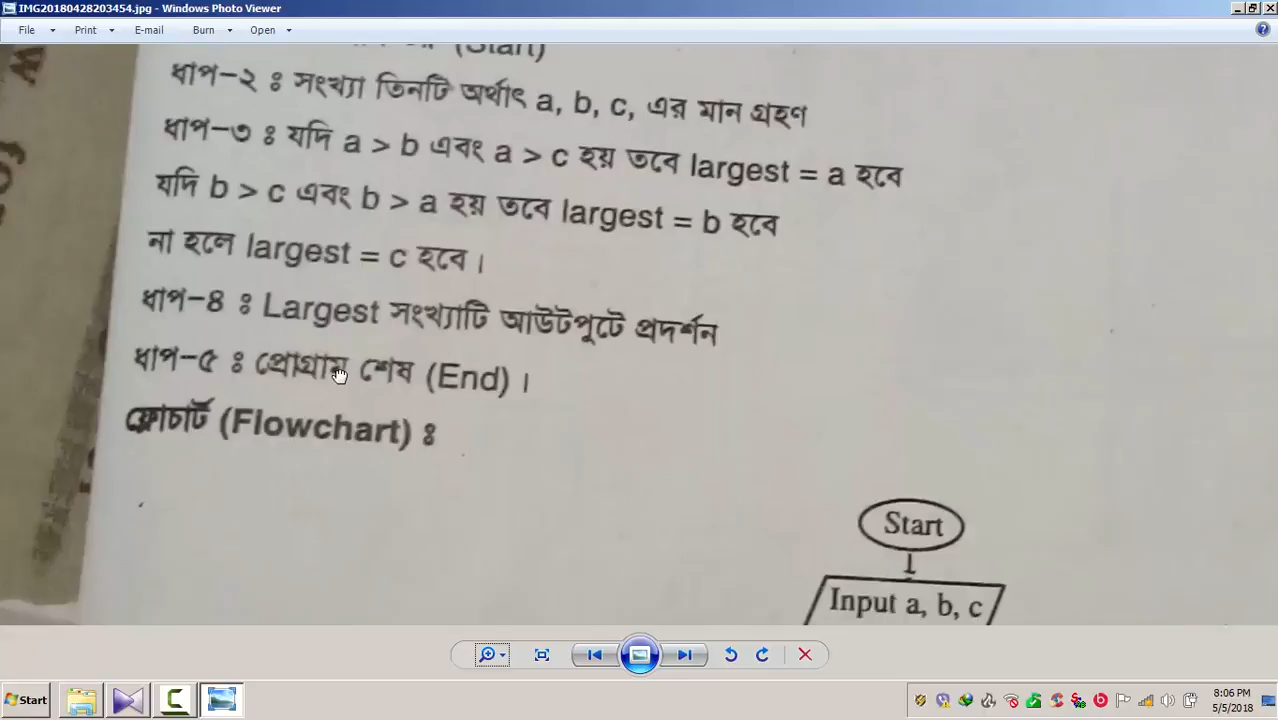 IMG20180428203454.jpg - Windows Photo Viewer
File Print E-mail Burn Open
(Start)
ধাপ-২ ঃ সংখ্যা তিনটি অর্থাৎ a, b, c, এর মান গ্রহণ
ধাপ-৩ ঃ যদি a > b এবং a > c হয় তবে largest = a হবে
যদি b > c এবং b > a হয় তবে largest = b হবে
না হলে largest = c হবে।
ধাপ-৪ ঃ Largest সংখ্যাটি আউটপুটে প্রদর্শন
ধাপ-৫ ঃ প্রোগ্রাম শেষ (End) ।
ফ্লোচার্ট (Flowchart) ঃ
Start
Input a, b, c
Start
8:06 PM
5/5/2018